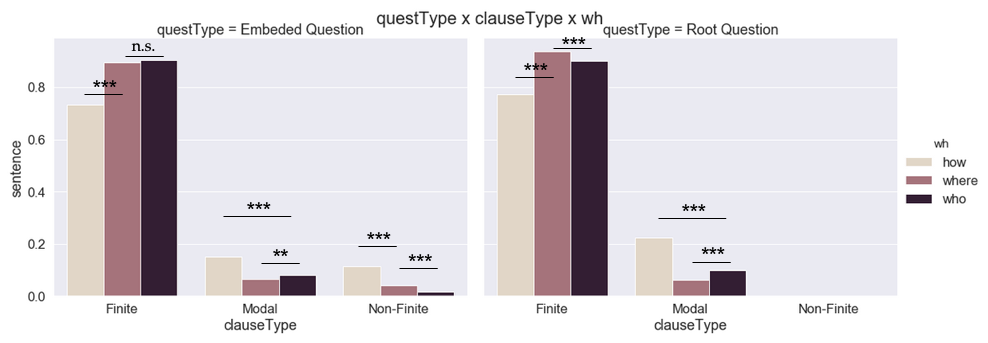 questType x clauseType x wh
questType = Embeded Question
questType = Root Question
n.s.
***
***
***
***
**
***
***
***
***
0.8
0.6
0.4
0.2
0.0
sentence
Finite
Modal
Non-Finite
clauseType
Finite
Modal
Non-Finite
clauseType
wh
how
where
who